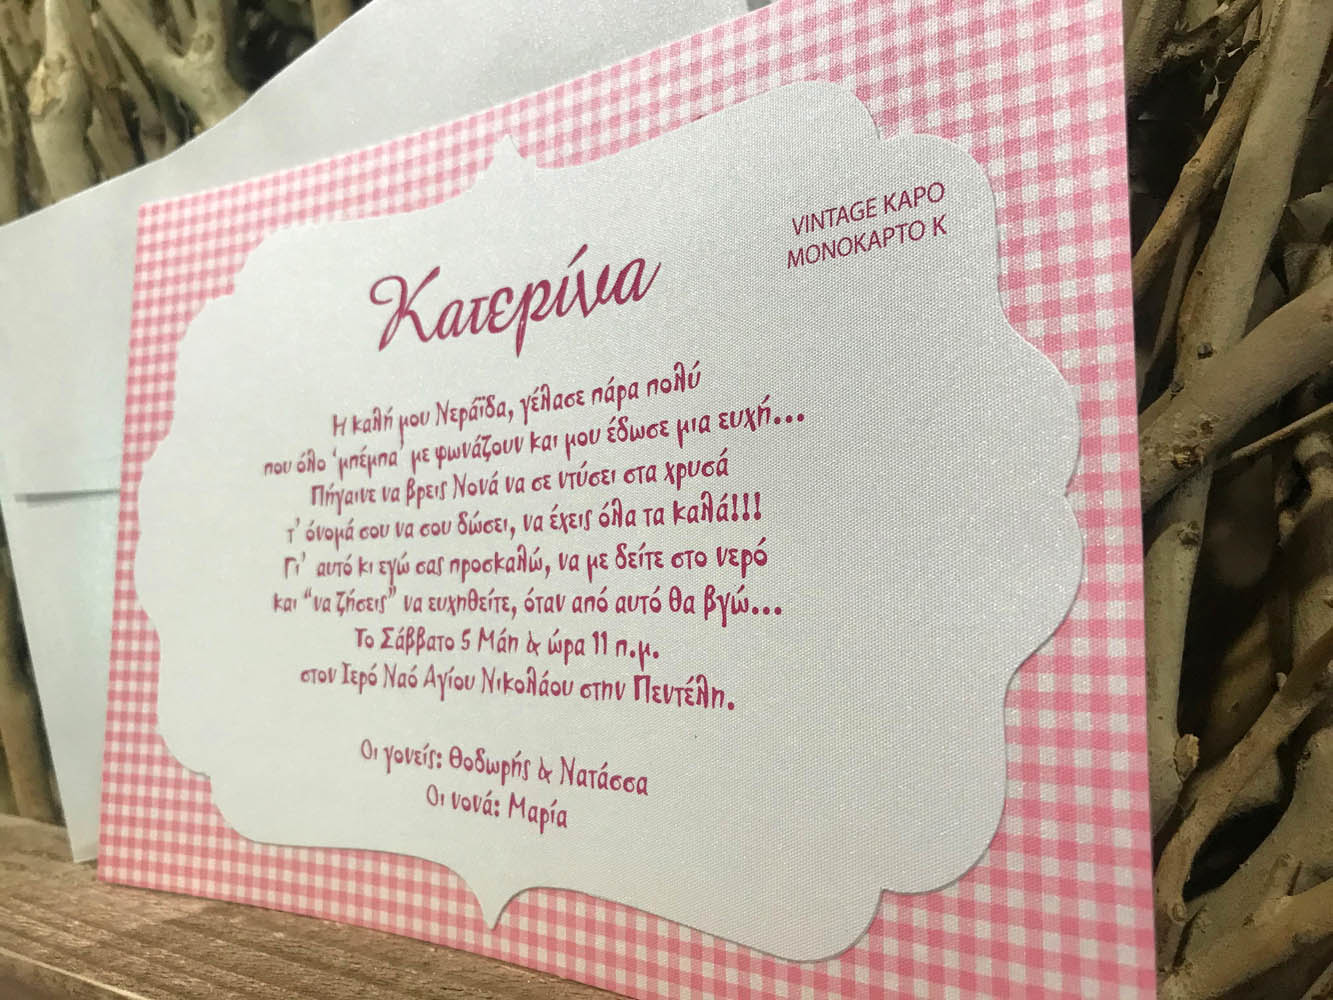 VINTAGE ΚΑΡΟ
ΜΟΝΟΚΑΡΤΟ Κ
Κατερίνα
Η καλή μου Νεράϊδα, γέλασε πάρα πολύ
που όλο ‘μπέμπα’ με φωνάζουν και μου έδωσε μια ευχή...
Πήγαινε να βρεις Νονά να σε ντύσει στα χρυσά
τ’ όνομά σου να σου δώσει, να έχεις όλα τα καλά!!!
Γι’ αυτό κι εγώ σας προσκαλώ, να με δείτε στο νερό
και “να ζήσεις” να ευχηθείτε, όταν από αυτό θα βγώ...
Το Σάββατο 5 Μάη & ώρα 11 π.μ.
στον Ιερό Ναό Αγίου Νικολάου στην Πεντέλη.
Οι γονείς: Θοδωρής & Νατάσσα
Οι νονά: Μαρία